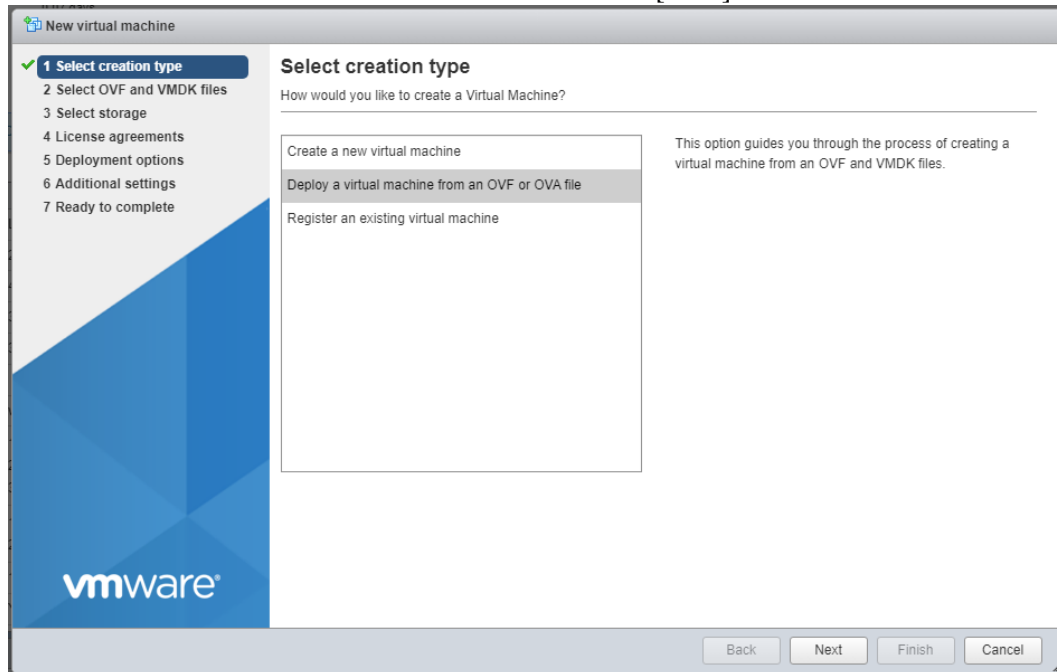 New virtual machine
1 Select creation type
2 Select OVF and VMDK files
3 Select storage
4 License agreements
5 Deployment options
6 Additional settings
7 Ready to complete
Select creation type
How would you like to create a Virtual Machine?
Create a new virtual machine
Deploy a virtual machine from an OVF or OVA file
Register an existing virtual machine
This option guides you through the process of creating a
virtual machine from an OVF and VMDK files.
vmware®
Back Next Finish Cancel